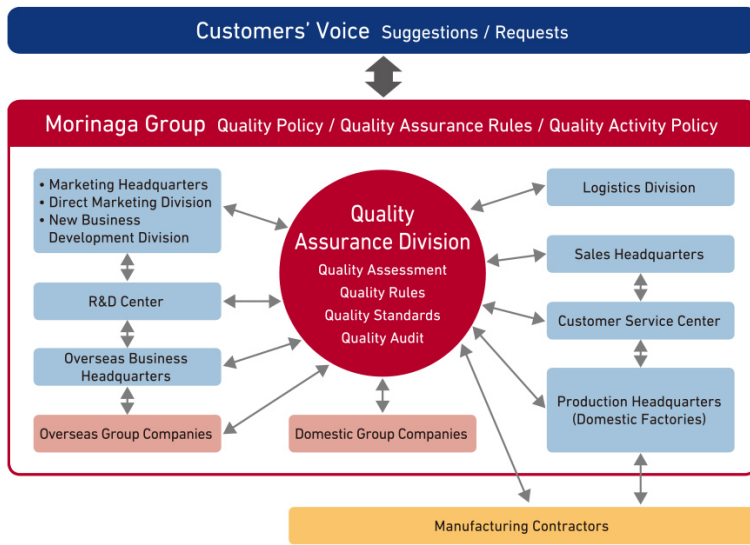 Customers’ Voice Suggestions / Requests
Morinaga Group Quality Policy / Quality Assurance Rules / Quality Activity Policy
• Marketing Headquarters
• Direct Marketing Division
• New Business
Development Division
R&D Center
Overseas Business
Headquarters
Overseas Group Companies
Quality
Assurance Division
Quality Assessment
Quality Rules
Quality Standards
Quality Audit
Domestic Group Companies
Logistics Division
Sales Headquarters
Customer Service Center
Production Headquarters
(Domestic Factories)
Manufacturing Contractors